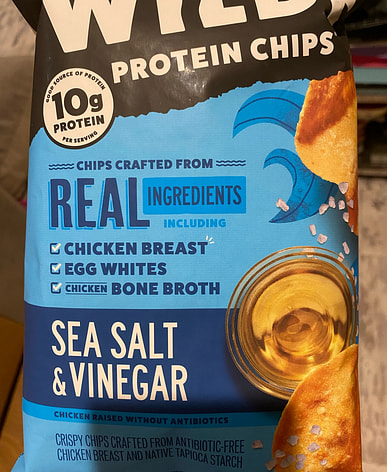 WILD
PROTEIN CHIPS
GOOD SOURCE OF PROTEIN
10g
PROTEIN
PER SERVING
CHIPS CRAFTED FROM
REAL INGREDIENTS
INCLUDING
CHICKEN BREAST
EGG WHITES
CHICKEN BONE BROTH
SEA SALT
& VINEGAR
CHICKEN RAISED WITHOUT ANTIBIOTICS
CRISPY CHIPS CRAFTED FROM ANTIBIOTIC-FREE
CHICKEN BREAST AND NATIVE TAPIOCA STARCH